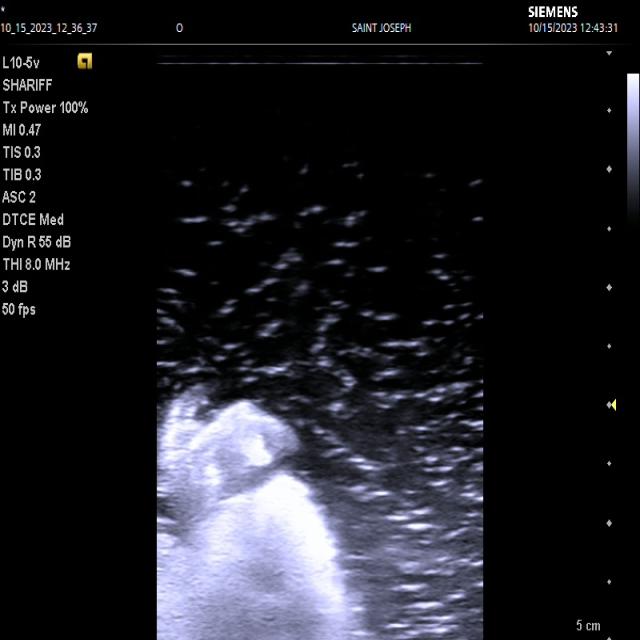 *
SIEMENS
10_15_2023_12_36_37 O SAINT JOSEPH 10/15/2023 12:43:31
L10-5v
SHARIFF
Tx Power 100%
MI 0.47
TIS 0.3
TIB 0.3
ASC 2
DTCE Med
Dyn R 55 dB
THI 8.0 MHz
3 dB
50 fps
5 cm